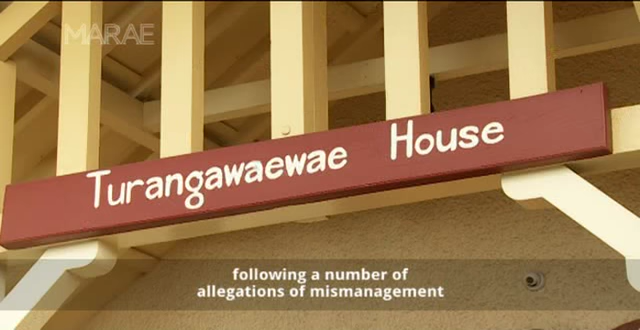 MARAE
Turangawaewae House
following a number of
allegations of mismanagement